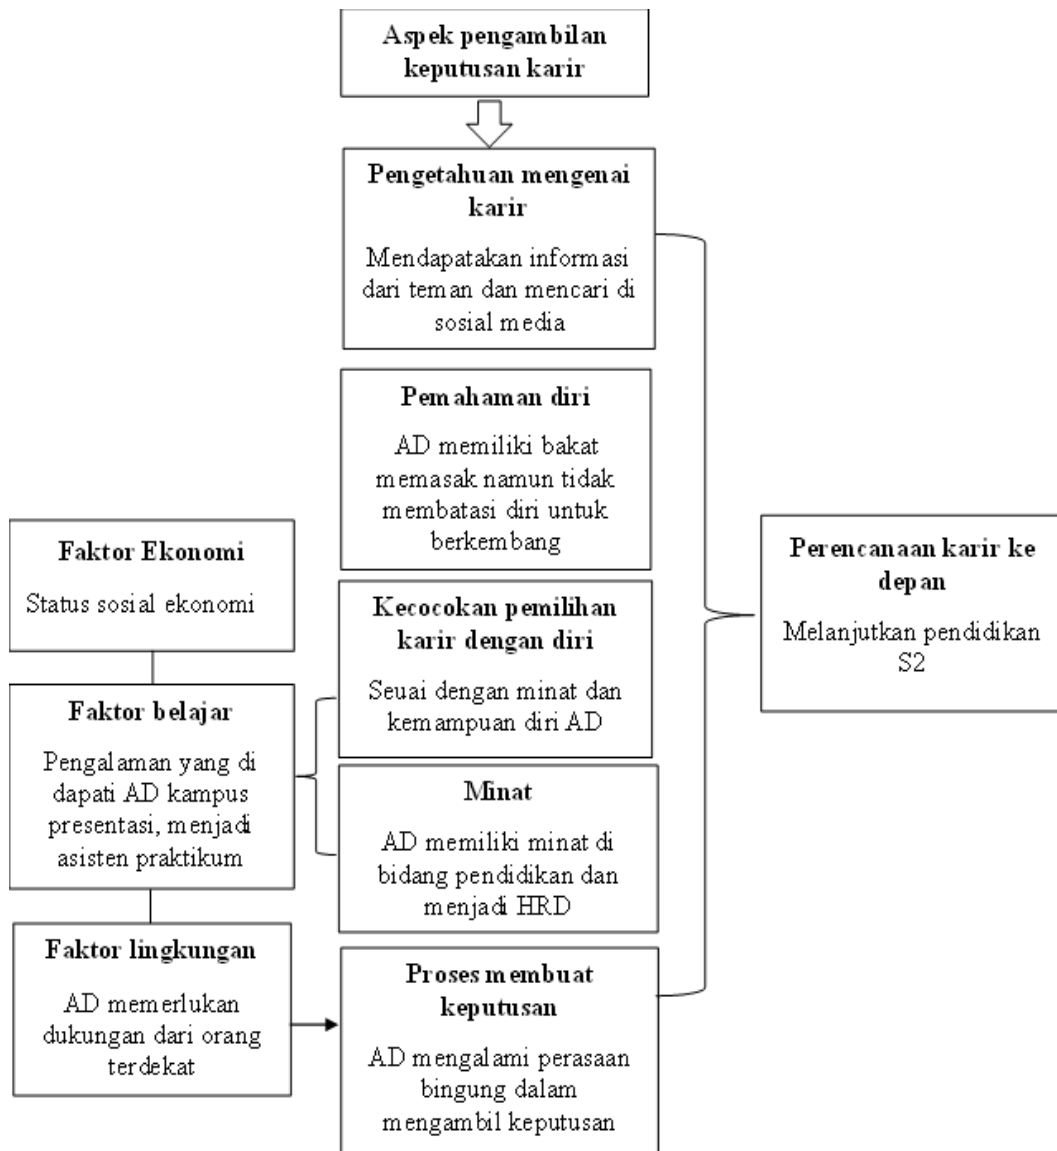 Aspek pengambilan
keputusan karir
Pengetahuan mengenai
karir
Mendapatakan informasi
dari teman dan mencari di
sosial media
Pemahaman diri
AD memiliki bakat
memasak namun tidak
membatasi diri untuk
berkembang
Faktor Ekonomi
Status sosial ekonomi
Kecocokan pemilihan
karir dengan diri
Seuai dengan minat dan
kemampuan diri AD
Perencanaan karir ke
depan
Melanjutkan pendidikan
S2
Faktor belajar
Pengalaman yang di
dapati AD kampus
presentasi, menjadi
asisten praktikum
Minat
AD memiliki minat di
bidang pendidikan dan
menjadi HRD
Faktor lingkungan
AD memerlukan
dukungan dari orang
terdekat
Proses membuat
keputusan
AD mengalami perasaan
bingung dalam
mengambil keputusan